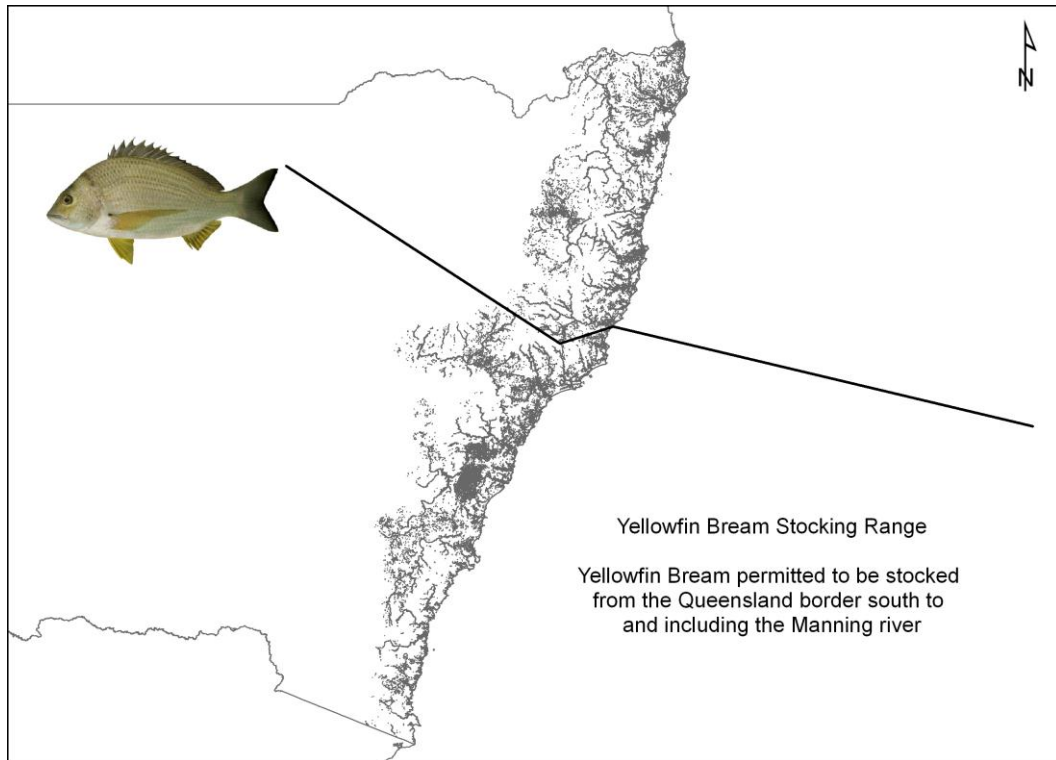 N
Yellowfin Bream Stocking Range
Yellowfin Bream permitted to be stocked
from the Queensland border south to
and including the Manning river